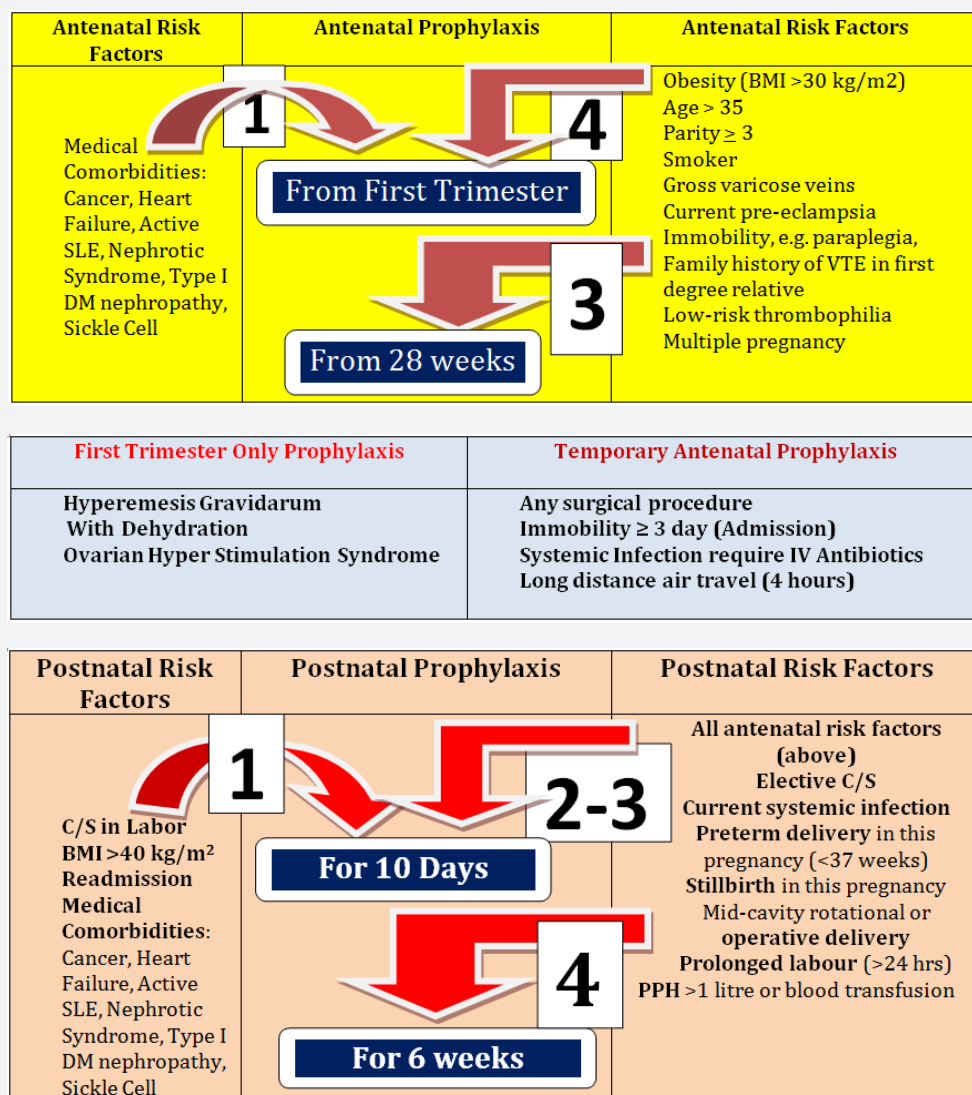 Antenatal Risk
Factors
Antenatal Prophylaxis
Antenatal Risk Factors
Medical
Comorbidities:
Cancer, Heart
Failure, Active
SLE, Nephrotic
Syndrome, Type I
DM nephropathy,
Sickle Cell
1
4
From First Trimester
3
From 28 weeks
Obesity (BMI >30 kg/m2)
Age > 35
Parity ≥ 3
Smoker
Gross varicose veins
Current pre-eclampsia
Immobility, e.g. paraplegia,
Family history of VTE in first
degree relative
Low-risk thrombophilia
Multiple pregnancy
First Trimester Only Prophylaxis
Temporary Antenatal Prophylaxis
Hyperemesis Gravidarum
With Dehydration
Ovarian Hyper Stimulation Syndrome
Any surgical procedure
Immobility ≥ 3 day (Admission)
Systemic Infection require IV Antibiotics
Long distance air travel (4 hours)
Postnatal Risk
Factors
Postnatal Prophylaxis
Postnatal Risk Factors
C/S in Labor
BMI >40 kg/m²
Readmission
Medical
Comorbidities:
Cancer, Heart
Failure, Active
SLE, Nephrotic
Syndrome, Type I
DM nephropathy,
Sickle Cell
1
2-3
For 10 Days
4
For 6 weeks
All antenatal risk factors
(above)
Elective C/S
Current systemic infection
Preterm delivery in this
pregnancy (<37 weeks)
Stillbirth in this pregnancy
Mid-cavity rotational or
operative delivery
Prolonged labour (>24 hrs)
PPH >1 litre or blood transfusion